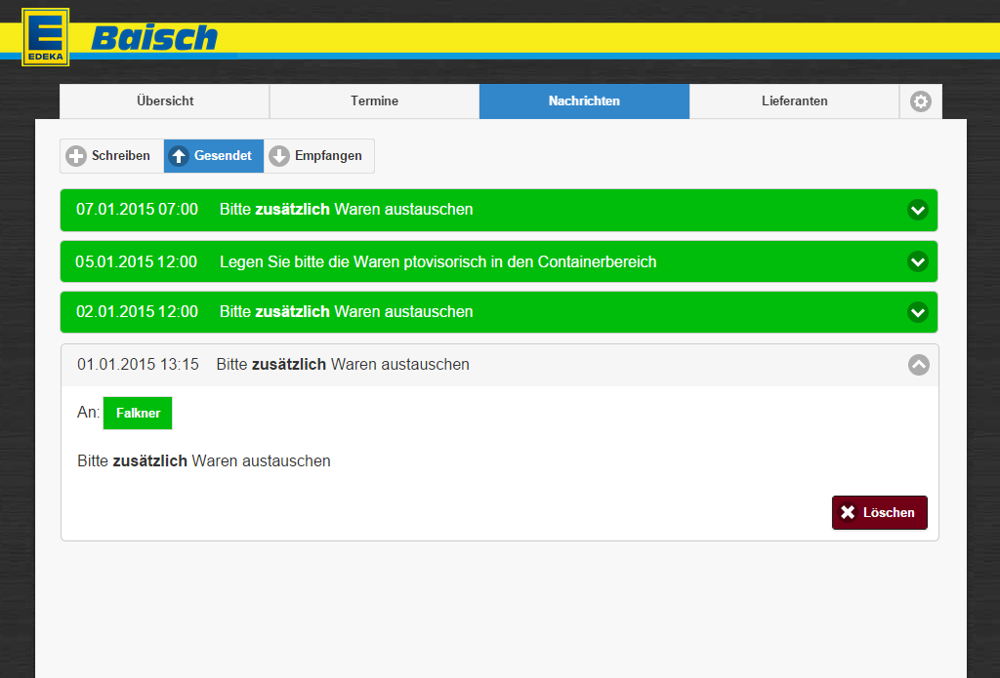 E
EDEKA
Baisch
Übersicht Termine Nachrichten Lieferanten
Schreiben Gesendet Empfangen
07.01.2015 07:00 Bitte zusätzlich Waren austauschen
05.01.2015 12:00 Legen Sie bitte die Waren ptovisorisch in den Containerbereich
02.01.2015 12:00 Bitte zusätzlich Waren austauschen
01.01.2015 13:15 Bitte zusätzlich Waren austauschen
An: Falkner
Bitte zusätzlich Waren austauschen
Löschen